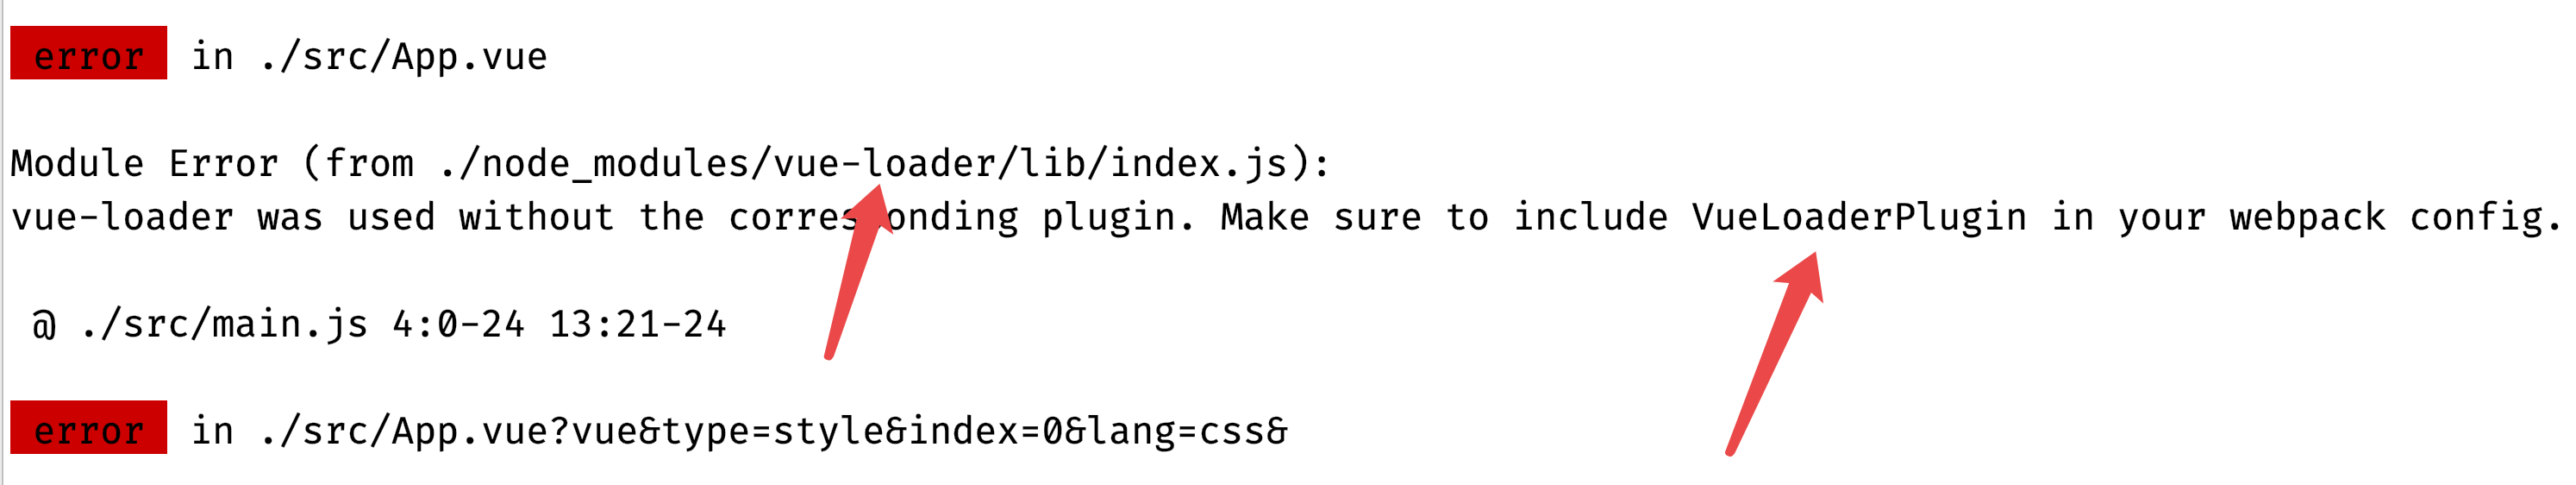 error in ./src/App.vue
Module Error (from ./node_modules/vue-loader/lib/index.js):
vue-loader was used without the corresponding plugin. Make sure to include VueLoaderPlugin in your webpack config.
@ ./src/main.js 4:0-24 13:21-24
error in ./src/App.vue?vue&type=style&index=0&lang=css&